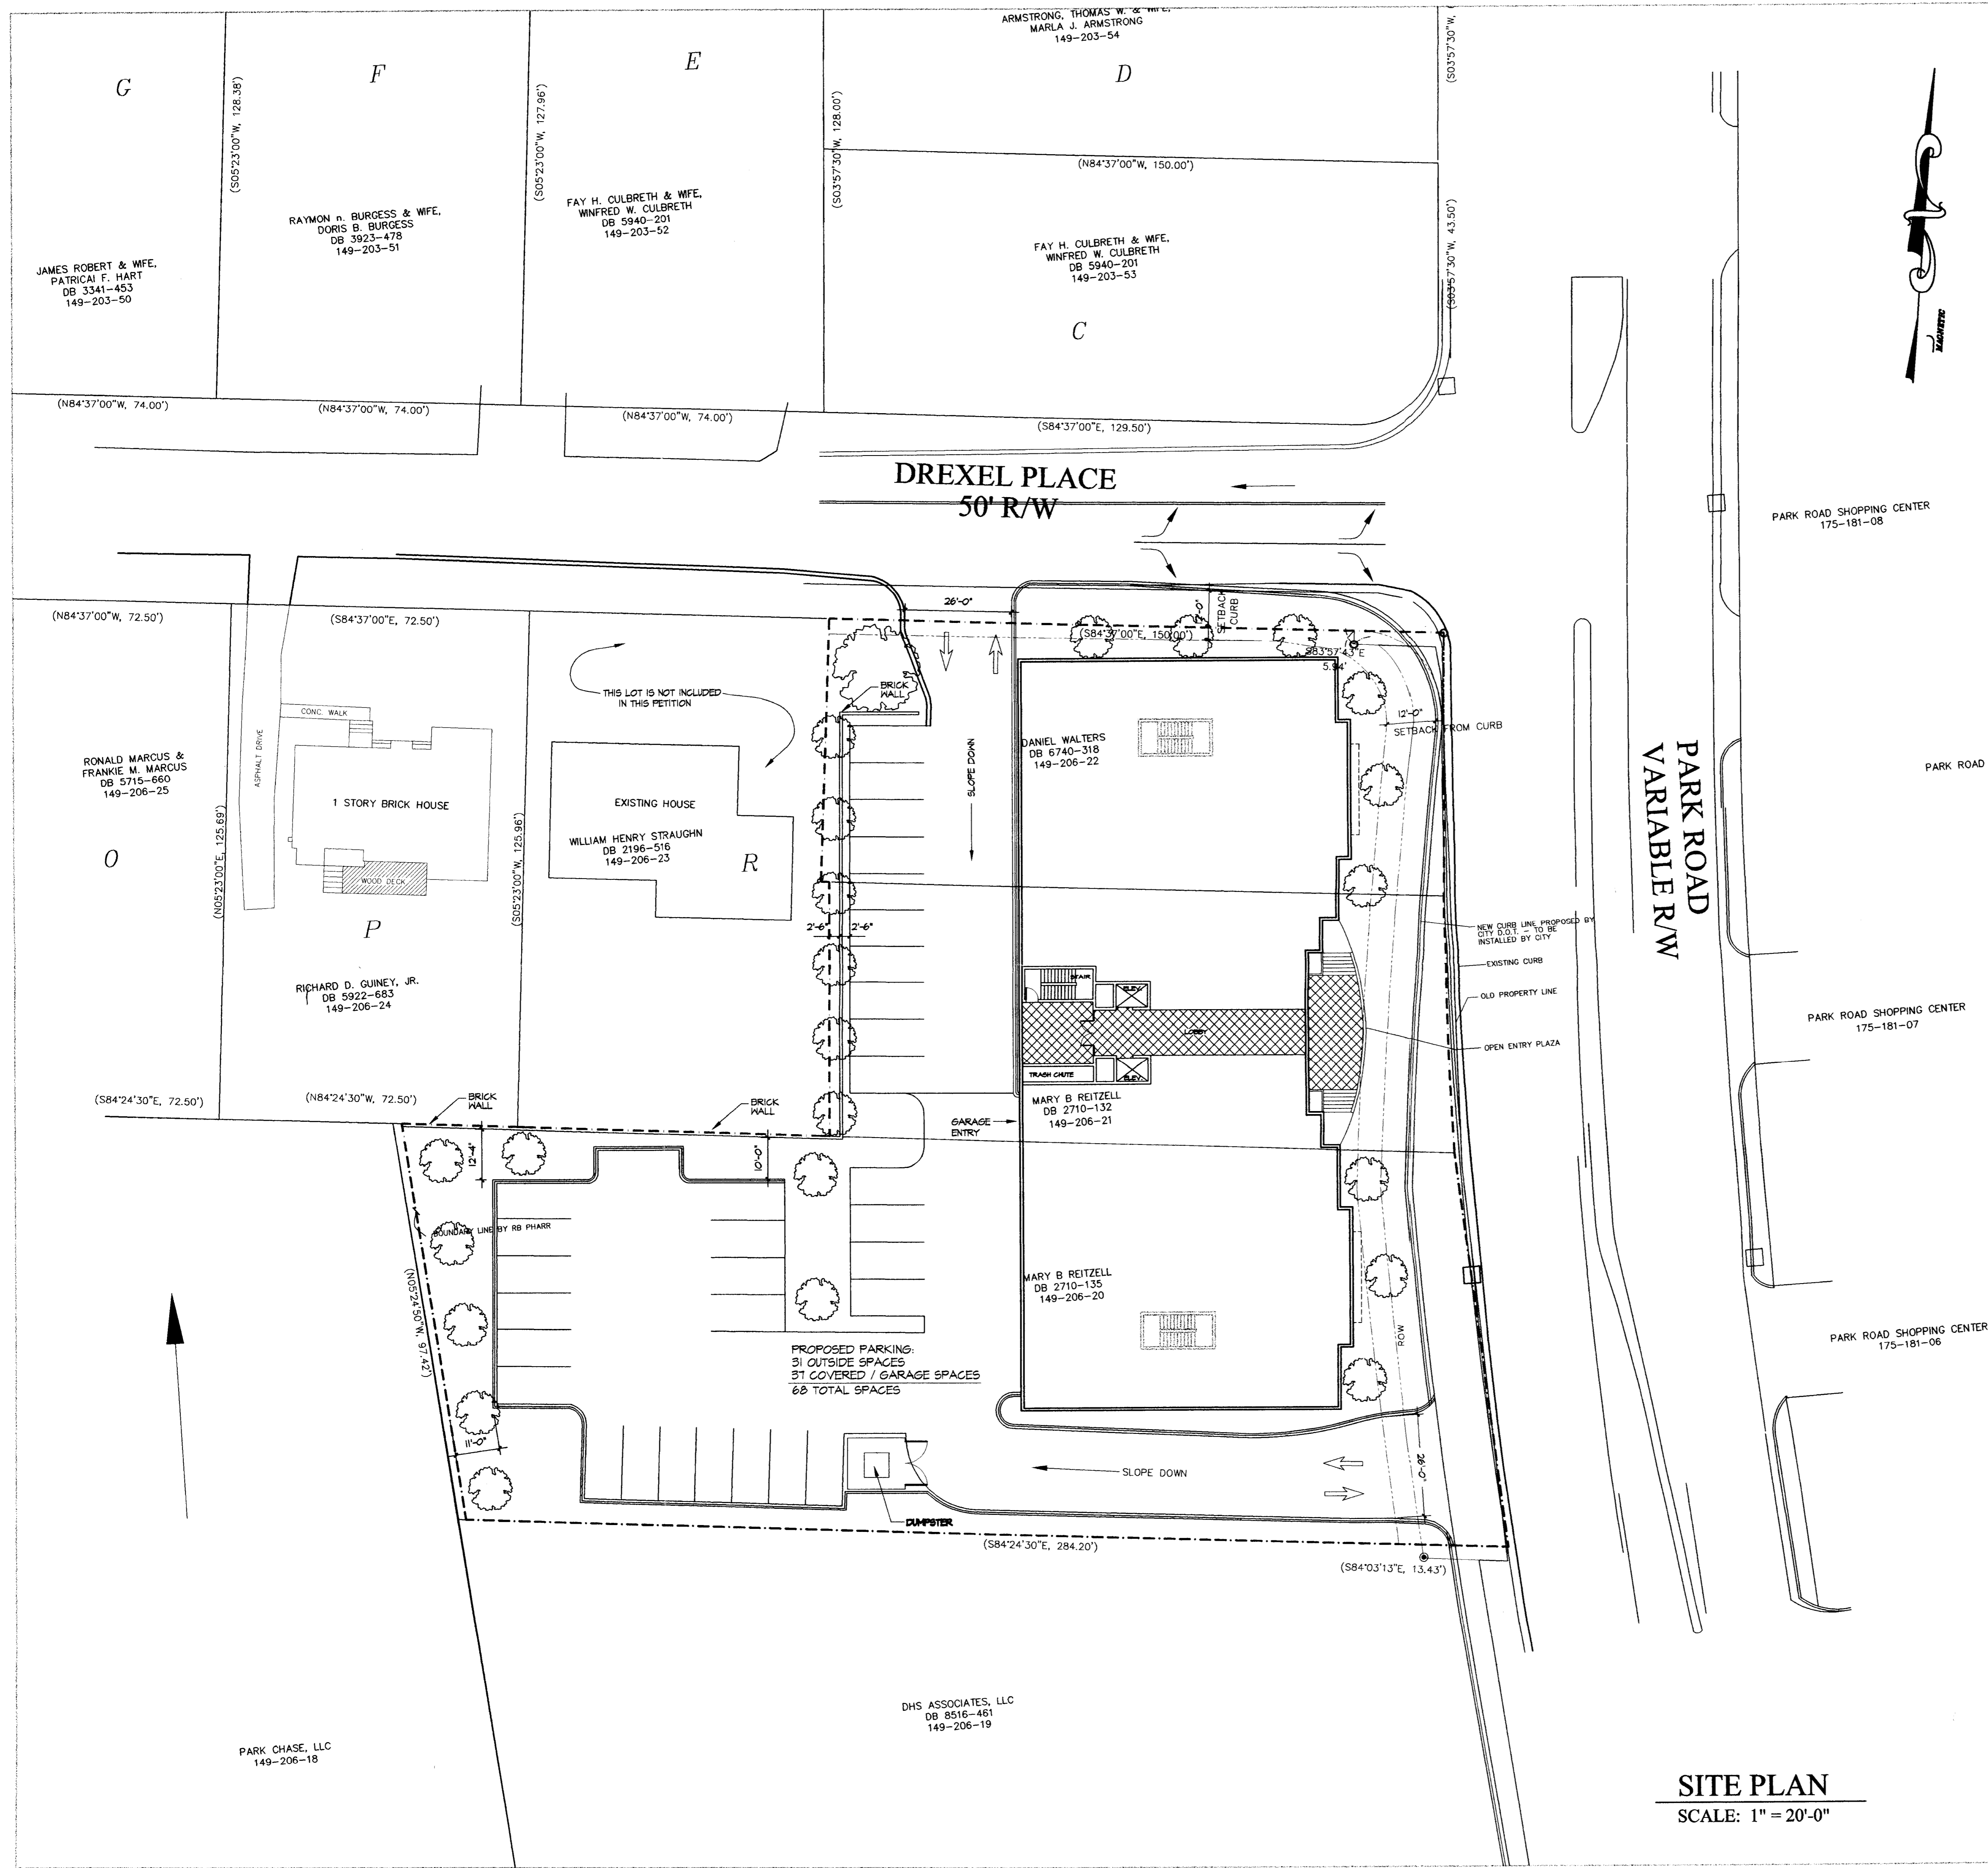 ARMSTRONG, THOMAS W. & WIFE,
MARLA J. ARMSTRONG
149-203-54
G
F
E
D
(S05°23'00"W, 128.38')
(S05°23'00"W, 127.96')
(S03°57'30"W, 128.00')
(S03°57'30"W,
(N84°37'00"W, 150.00')
(S03°57'30"W, 43.50')
JAMES ROBERT & WIFE,
PATRICAI F. HART
DB 3341-453
149-203-50
RAYMON n. BURGESS & WIFE,
DORIS B. BURGESS
DB 3923-478
149-203-51
FAY H. CULBRETH & WIFE,
WINFRED W. CULBRETH
DB 5940-201
149-203-52
FAY H. CULBRETH & WIFE,
WINFRED W. CULBRETH
DB 5940-201
149-203-53
C
MAGNETIC
(N84°37'00"W, 74.00')
(N84°37'00"W, 74.00')
(N84°37'00"W, 74.00')
(S84°37'00"E, 129.50')
DREXEL PLACE
50' R/W
PARK ROAD SHOPPING CENTER
175-181-08
(N84°37'00"W, 72.50')
(S84°37'00"E, 72.50')
26'-0"
(S84°37'00"E, 150.00')
12'-0"
SETBACK
CURB
S83°57'43"E
5.94'
THIS LOT IS NOT INCLUDED
IN THIS PETITION
BRICK
WALL
CONC. WALK
ASPHALT DRIVE
1 STORY BRICK HOUSE
WOOD DECK
RONALD MARCUS &
FRANKIE M. MARCUS
DB 5715-660
149-206-25
O
(N05°23'00"E, 125.69')
P
RICHARD D. GUINEY, JR.
DB 5922-683
149-206-24
(S05°23'00"W, 125.96')
EXISTING HOUSE
WILLIAM HENRY STRAUGHN
DB 2196-516
149-206-23
R
SLOPE DOWN
DANIEL WALTERS
DB 6740-318
149-206-22
12'-0"
SETBACK FROM CURB
PARK ROAD
VARIABLE R/W
PARK ROAD
2'-6"
2'-6"
NEW CURB LINE PROPOSED BY
CITY D.O.T. - TO BE
INSTALLED BY CITY
EXISTING CURB
OLD PROPERTY LINE
OPEN ENTRY PLAZA
PARK ROAD SHOPPING CENTER
175-181-07
STAIR
ELEV.
LOBBY
ELEV.
TRASH CHUTE
MARY B REITZELL
DB 2710-132
149-206-21
GARAGE
ENTRY
(S84°24'30"E, 72.50')
(N84°24'30"W, 72.50')
BRICK
WALL
BRICK
WALL
12'-4"
10'-0"
BOUNDARY LINE BY RB PHARR
(N05°24'50"W, 97.42')
MARY B REITZELL
DB 2710-135
149-206-20
ROW
PARK ROAD SHOPPING CENTER
175-181-06
PROPOSED PARKING:
31 OUTSIDE SPACES
37 COVERED / GARAGE SPACES
68 TOTAL SPACES
11'-0"
SLOPE DOWN
26'-0"
DUMPSTER
(S84°24'30"E, 284.20')
(S84°03'13"E, 13.43')
DHS ASSOCIATES, LLC
DB 8516-461
149-206-19
PARK CHASE, LLC
149-206-18
SITE PLAN
SCALE: 1" = 20'-0"